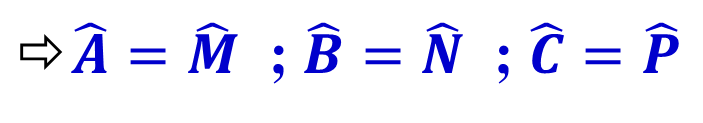 ⇨ Â = M̂ ; B̂ = N̂ ; Ĉ = P̂